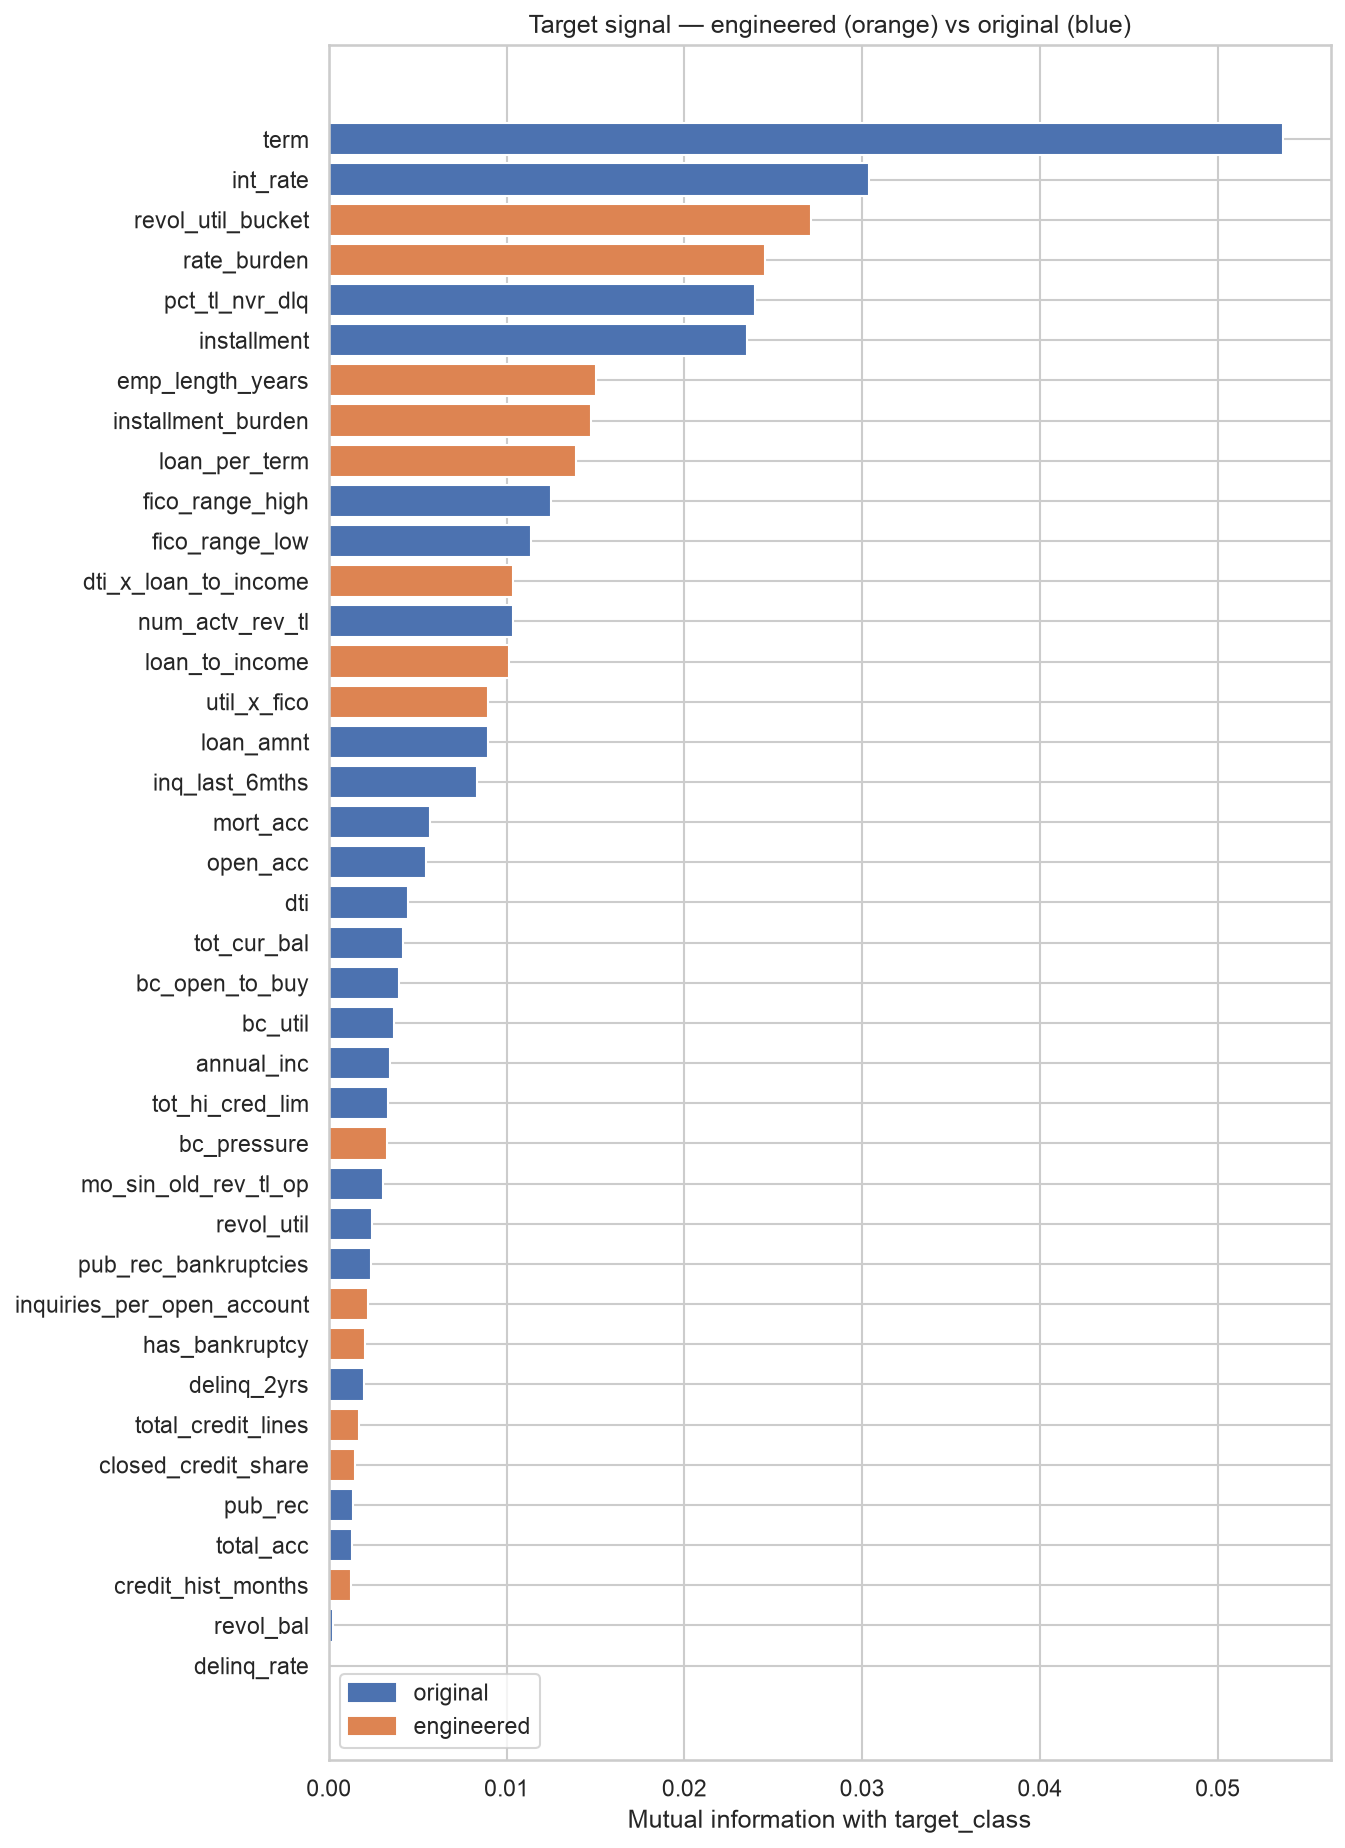 Target signal — engineered (orange) vs original (blue)
term
int_rate
revol_util_bucket
rate_burden
pct_tl_nvr_dlq
installment
emp_length_years
installment_burden
loan_per_term
fico_range_high
fico_range_low
dti_x_loan_to_income
num_actv_rev_tl
loan_to_income
util_x_fico
loan_amnt
inq_last_6mths
mort_acc
open_acc
dti
tot_cur_bal
bc_open_to_buy
bc_util
annual_inc
tot_hi_cred_lim
bc_pressure
mo_sin_old_rev_tl_op
revol_util
pub_rec_bankruptcies
inquiries_per_open_account
has_bankruptcy
delinq_2yrs
total_credit_lines
closed_credit_share
pub_rec
total_acc
credit_hist_months
revol_bal
delinq_rate
original
engineered
0.00 0.01 0.02 0.03 0.04 0.05
Mutual information with target_class